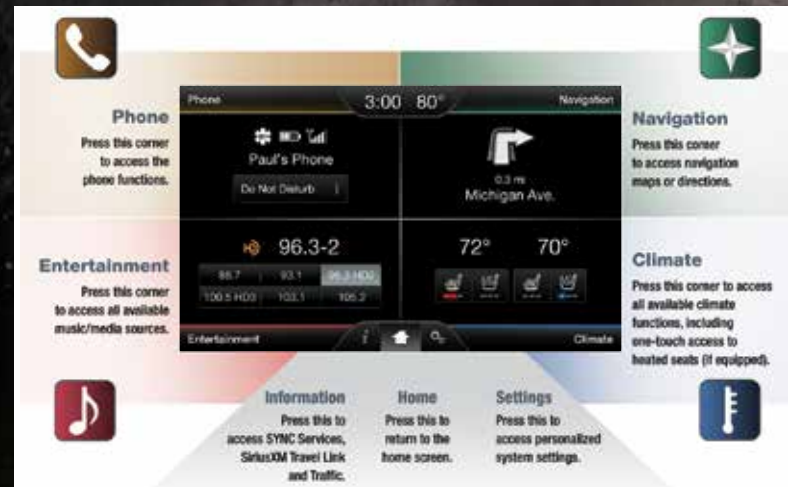 Phone
Press this corner
to access the
phone functions.
Entertainment
Press this corner
to access all available
music/media sources.
Phone
3:00 80°
Navigation
Paul's Phone
Do Not Disturb
0.3 mi
Michigan Ave.
96.3-2
72° 70°
93.1 96.3 HD2
100.5 HD3 103.1
Entertainment
i
Climate
Navigation
Press this corner
to access navigation
maps or directions.
Climate
Press this corner to access
all available climate
functions, including
one-touch access to
heated seats (if equipped).
Information
Press this to
access SYNC Services,
SiriusXM Travel Link
and Traffic.
Home
Press this to
return to the
home screen.
Settings
Press this to
access personalized
system settings.